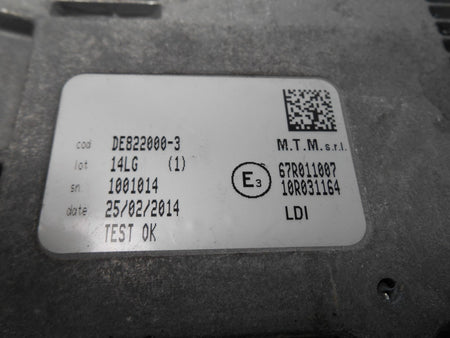 cod DE822000-3
lot 14LG (1)
sn. 1001014
date 25/02/2014
TEST OK
M.T.M. s.r.l.
E3
67R011007
10R031164
LDI